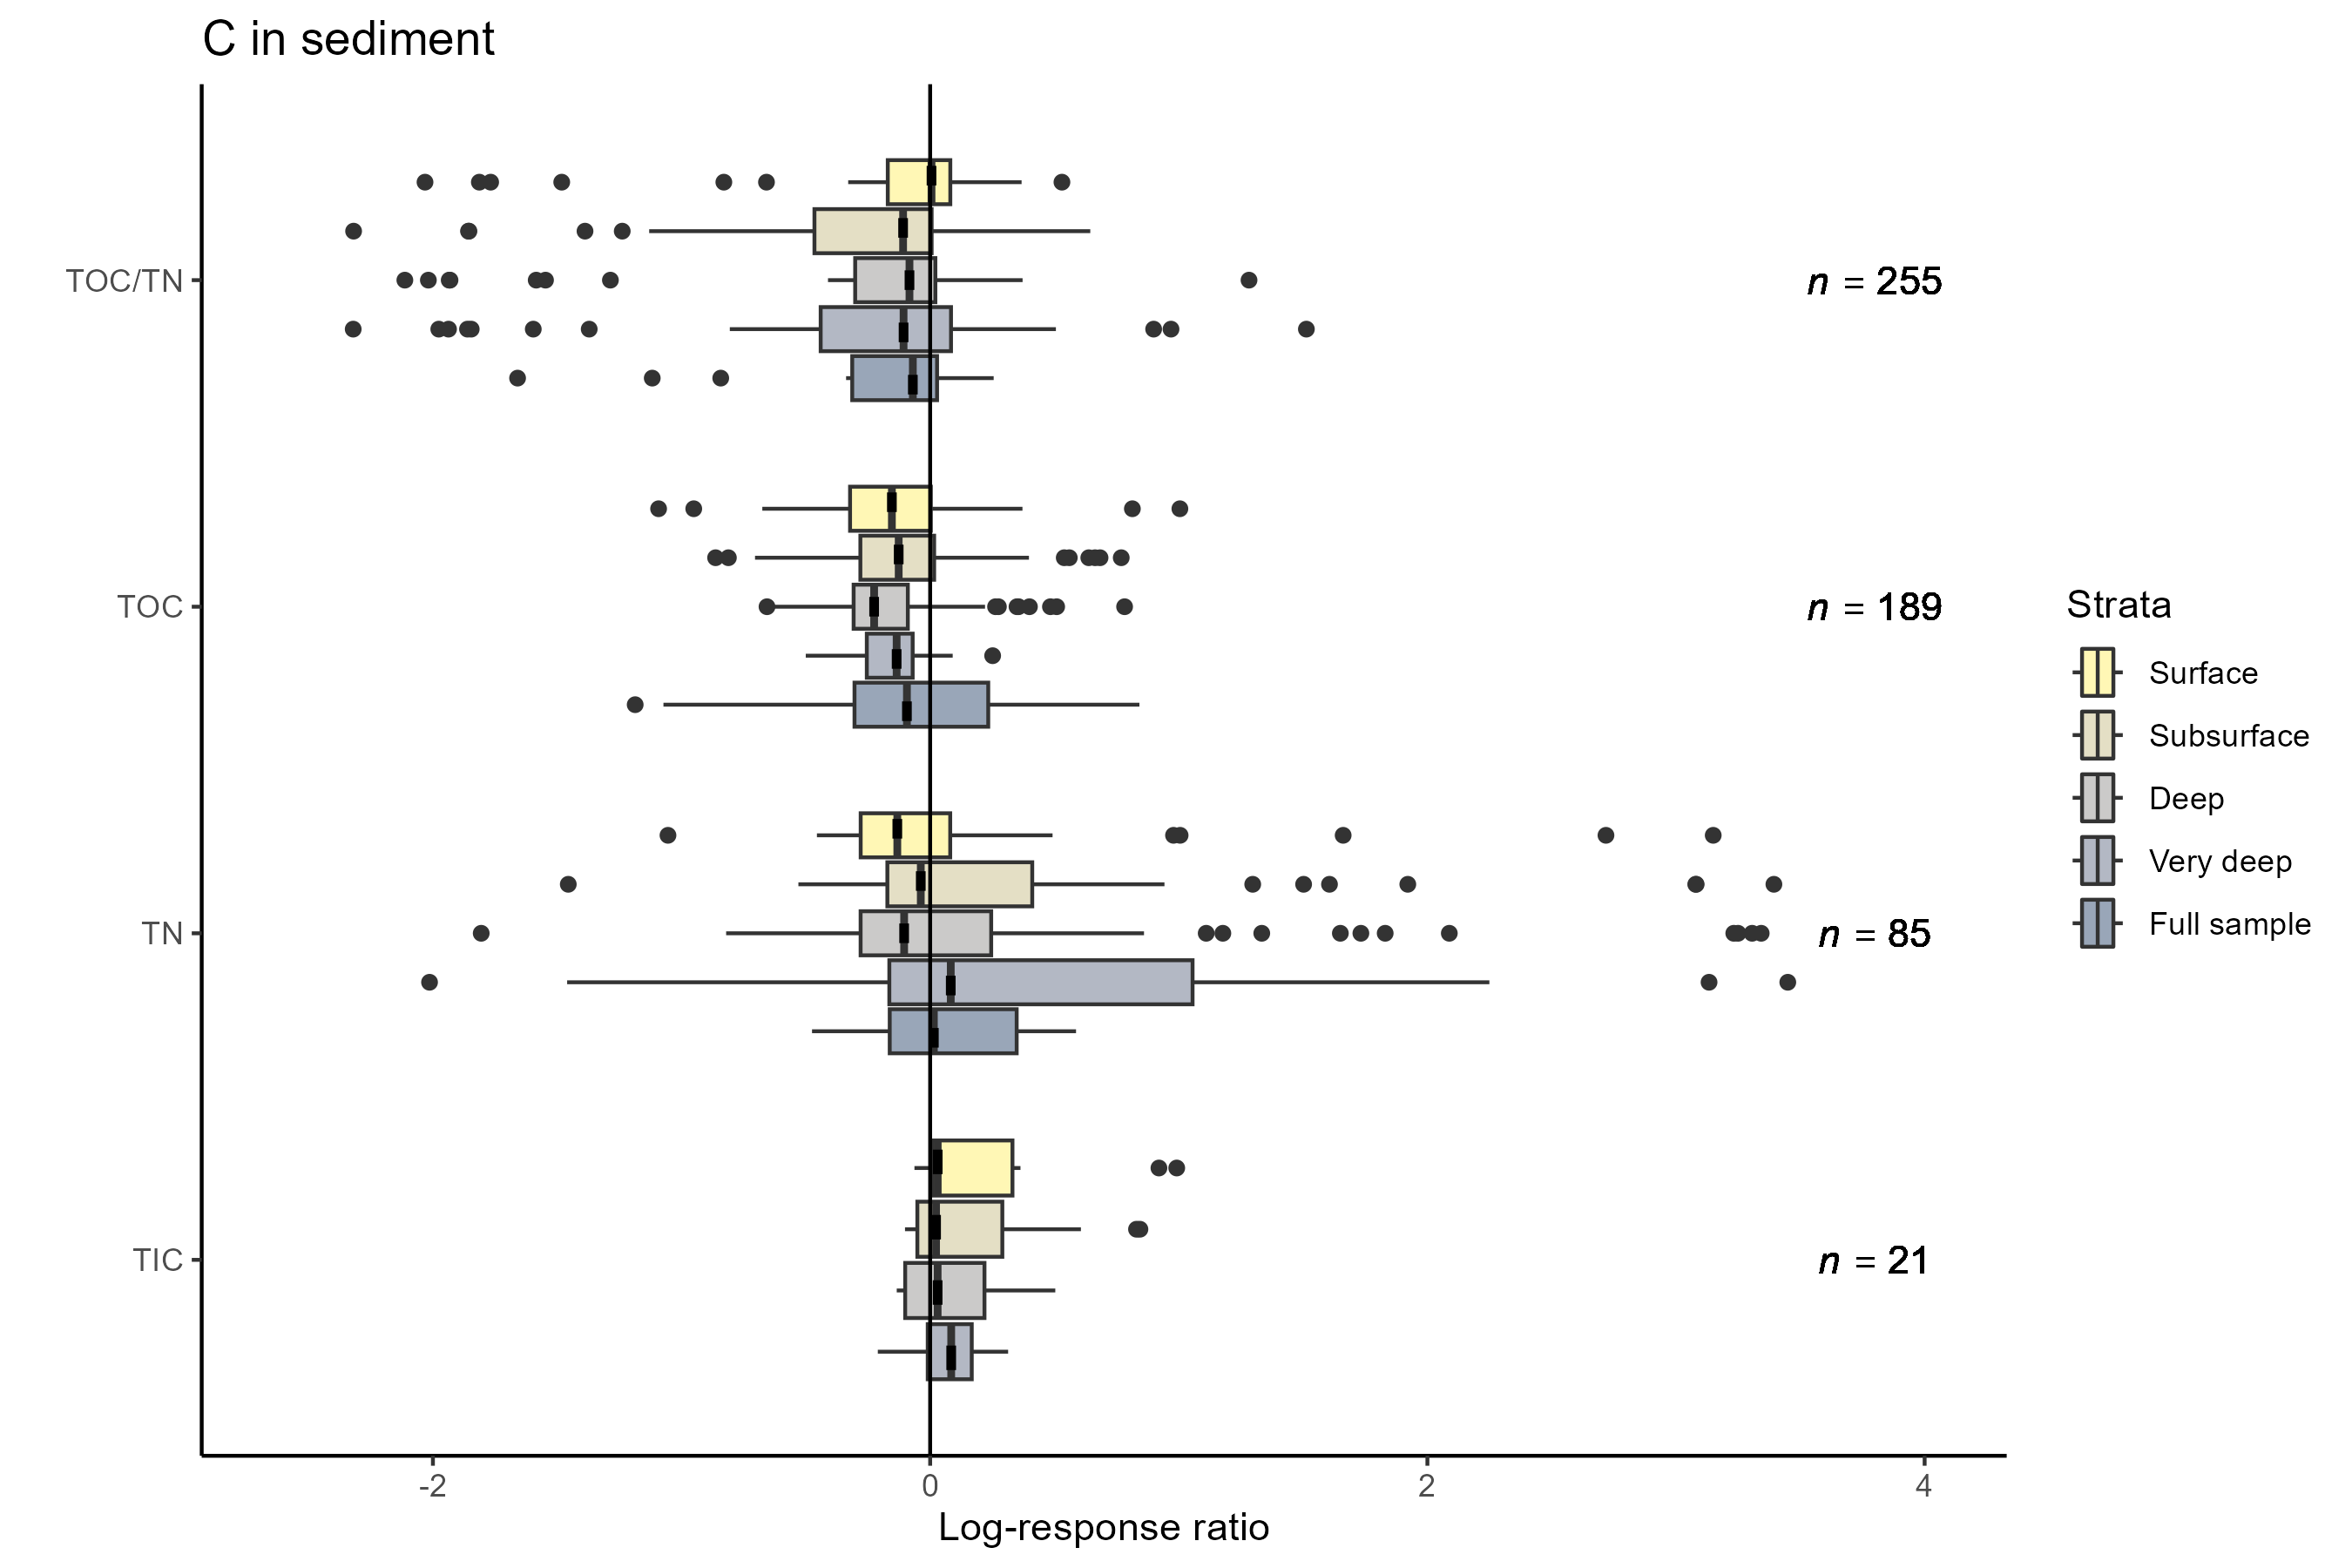 C in sediment
TOC/TN
n = 255
TOC
n = 189
TN
n = 85
TIC
n = 21
Strata
Surface
Subsurface
Deep
Very deep
Full sample
-2 0 2 4
Log-response ratio